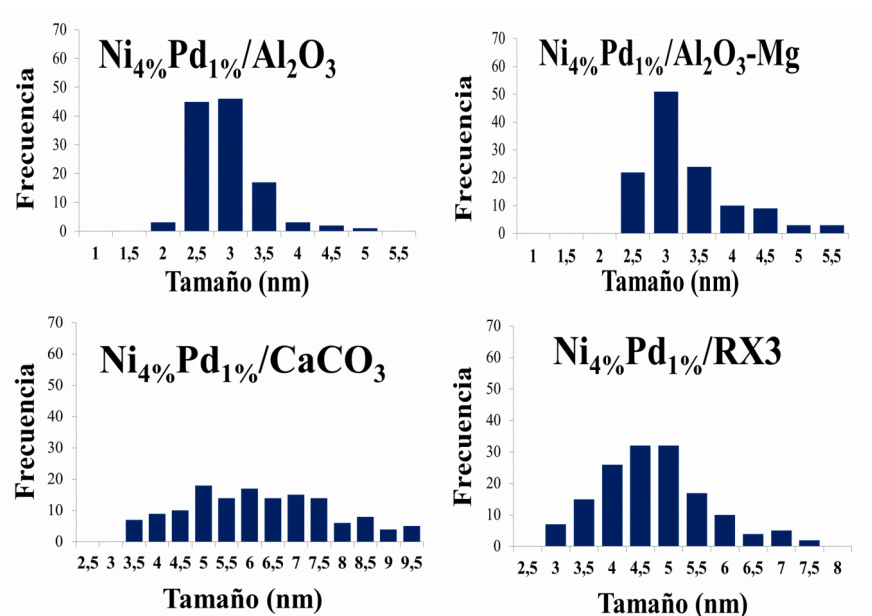 Ni4%Pd1%/Al2O3
Frecuencia
70
60
50
40
30
20
10
0
1 1,5 2 2,5 3 3,5 4 4,5 5 5,5
Tamaño (nm)
Ni4%Pd1%/Al2O3-Mg
Frecuencia
70
60
50
40
30
20
10
0
1 1,5 2 2,5 3 3,5 4 4,5 5 5,5
Tamaño (nm)
Ni4%Pd1%/CaCO3
Frecuencia
70
60
50
40
30
20
10
0
2,5 3 3,5 4 4,5 5 5,5 6 6,5 7 7,5 8 8,5 9 9,5
Tamaño (nm)
Ni4%Pd1%/RX3
Frecuencia
70
60
50
40
30
20
10
0
2,5 3 3,5 4 4,5 5 5,5 6 6,5 7 7,5 8
Tamaño (nm)